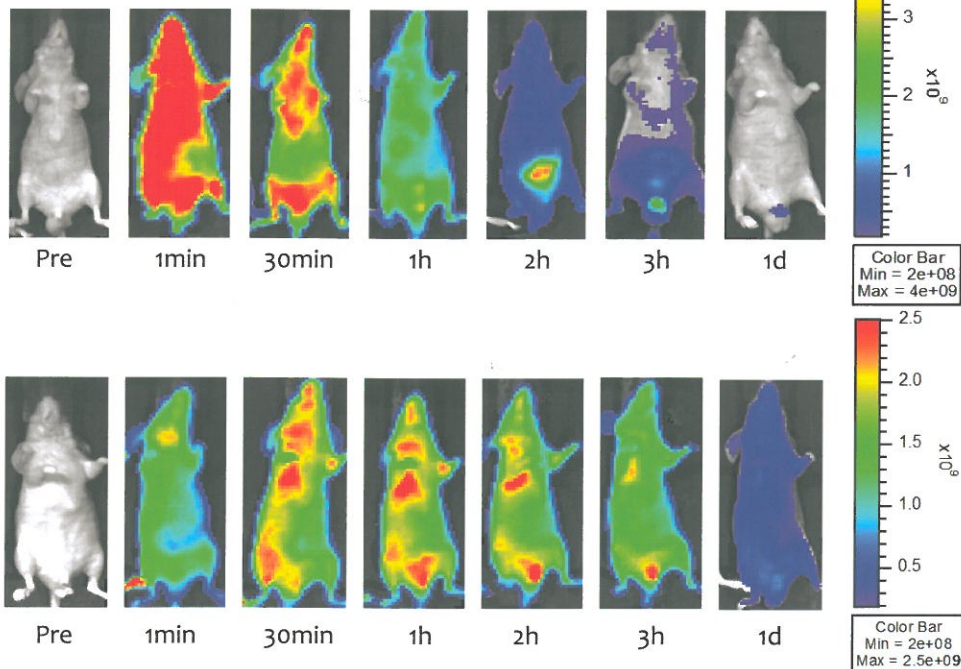 3
2
1
x10⁹
Pre 1min 30min 1h 2h 3h 1d
Color Bar
Min = 2e+08
Max = 4e+09
2.5
2.0
1.5
1.0
0.5
x10⁹
Pre 1min 30min 1h 2h 3h 1d
Color Bar
Min = 2e+08
Max = 2.5e+09